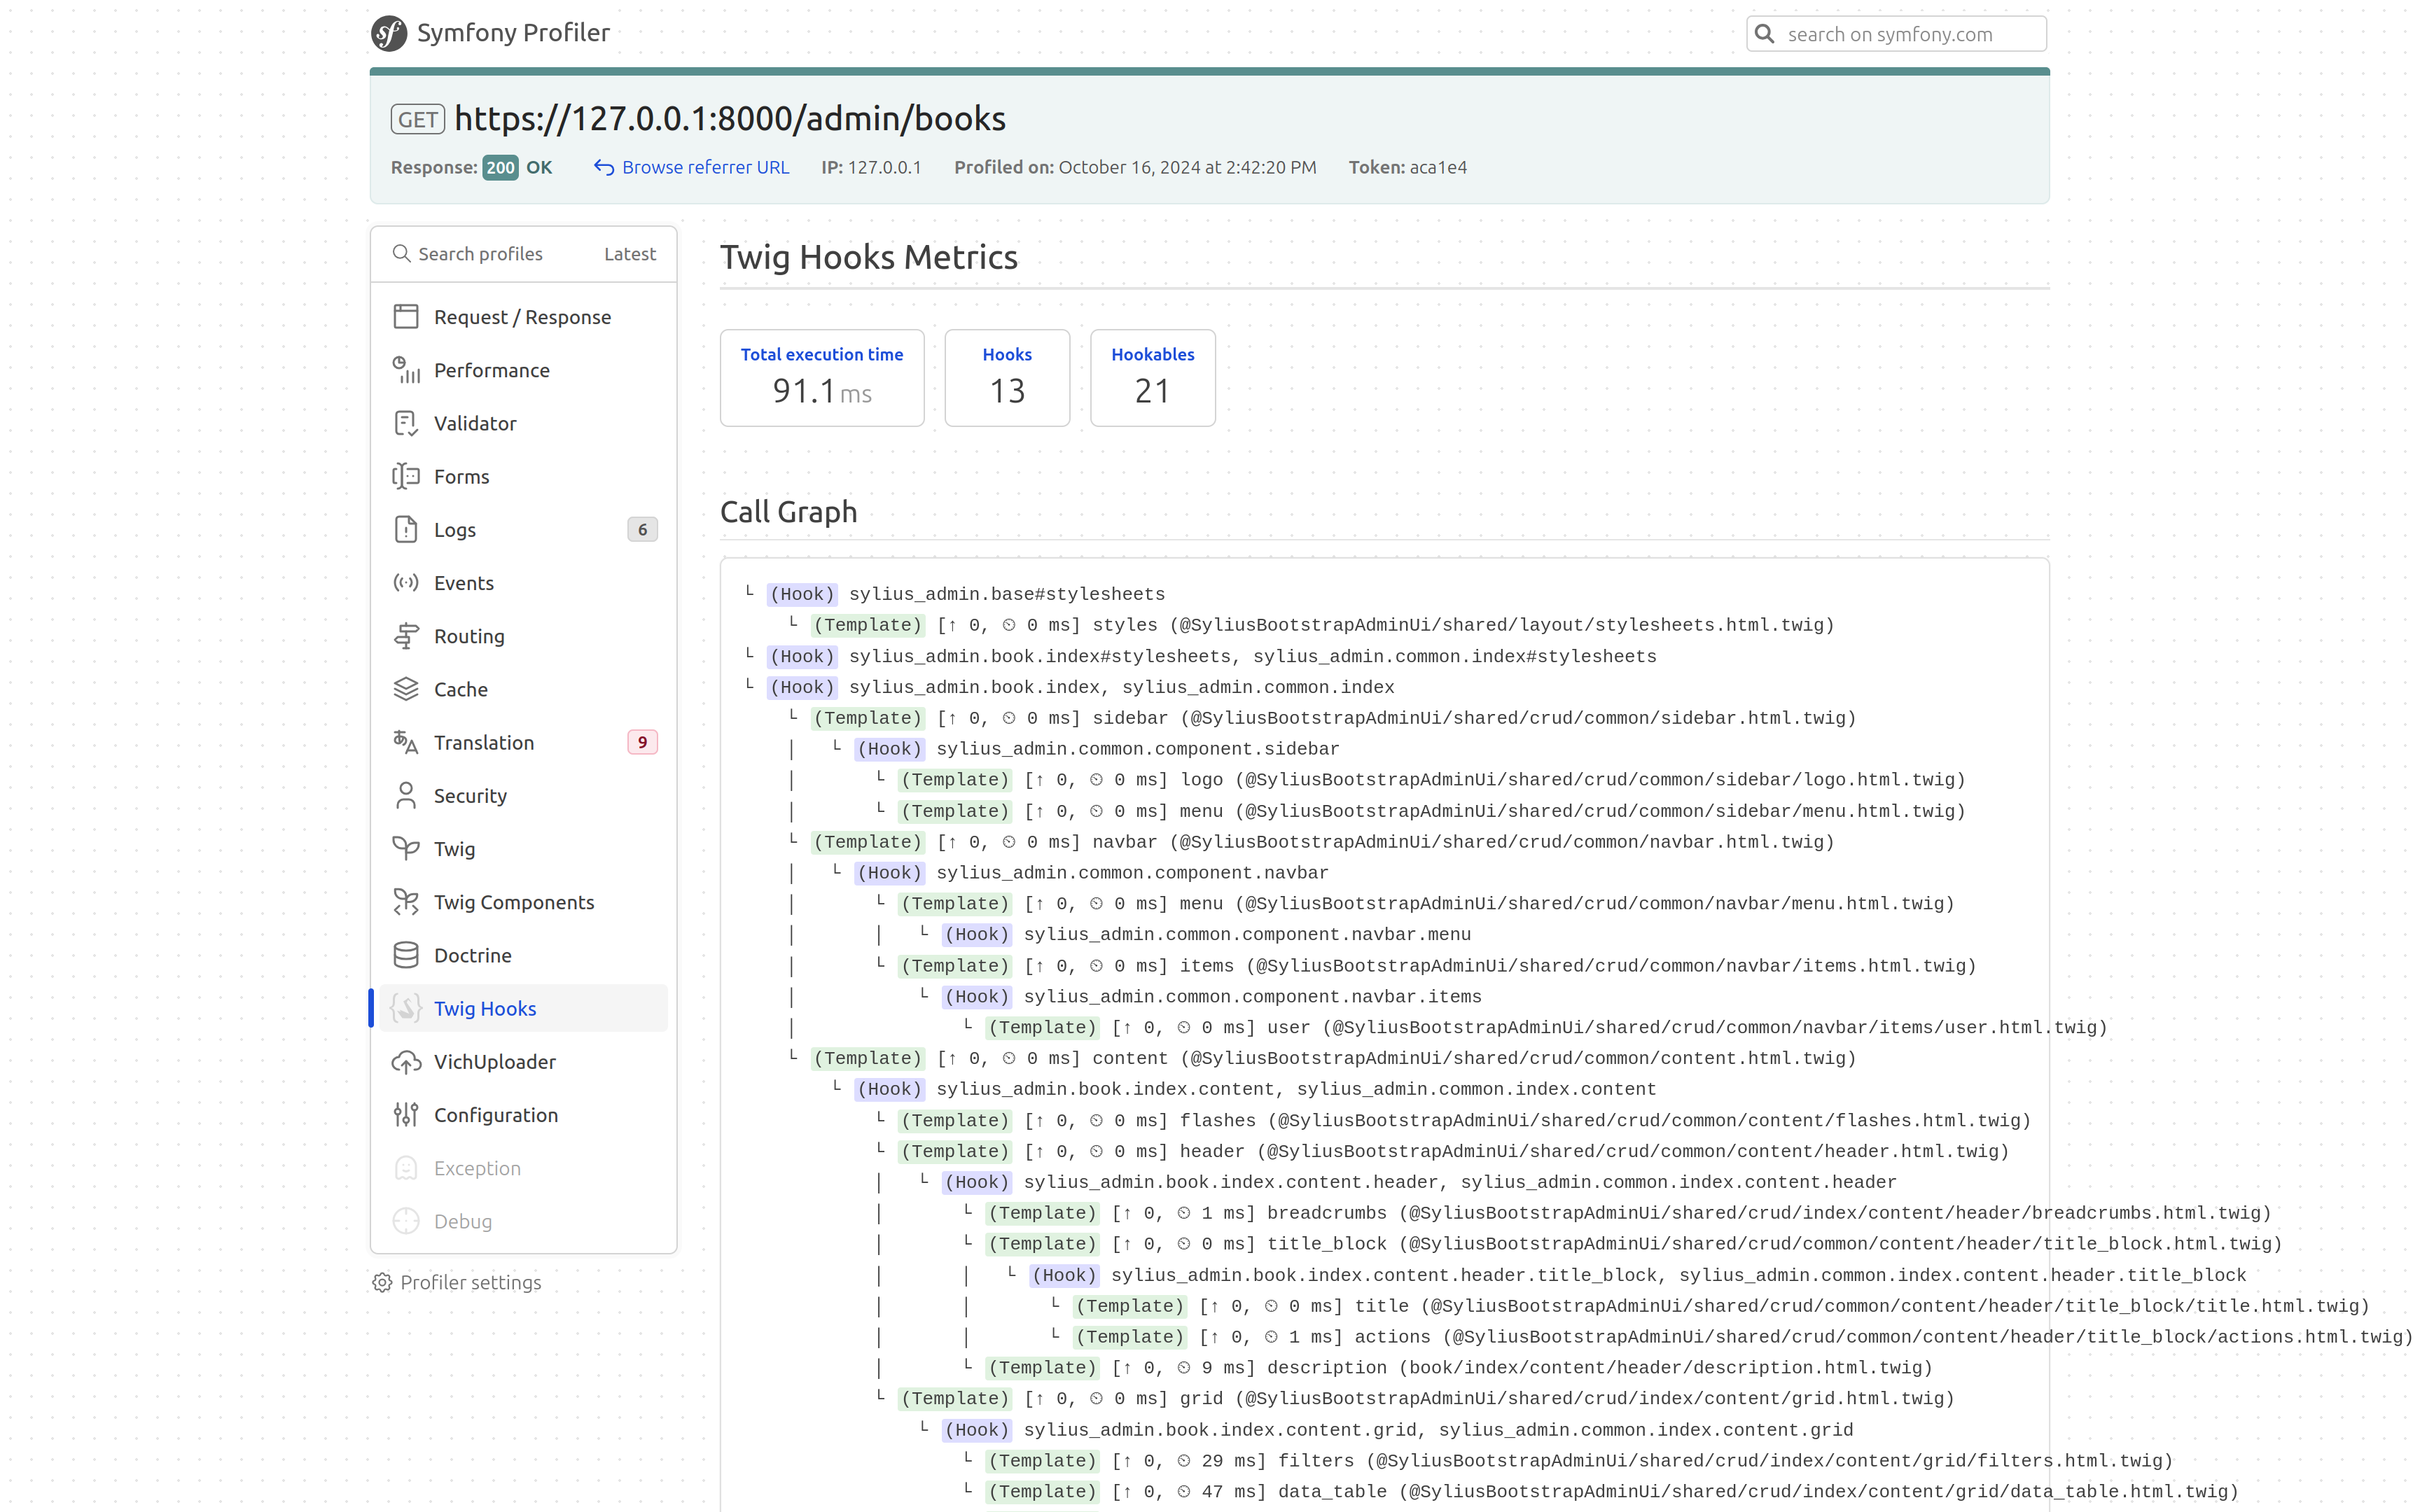 Symfony Profiler
search on symfony.com
GET https://127.0.0.1:8000/admin/books
Response: 200 OK Browse referrer URL IP: 127.0.0.1 Profiled on: October 16, 2024 at 2:42:20 PM Token: aca1e4
Search profiles Latest
Request / Response
Performance
Validator
Forms
Logs 6
Events
Routing
Cache
Translation 9
Security
Twig
Twig Components
Doctrine
Twig Hooks
VichUploader
Configuration
Exception
Debug
Profiler settings
Twig Hooks Metrics
Total execution time
91.1 ms
Hooks
13
Hookables
21
Call Graph
└ (Hook) sylius_admin.base#stylesheets
└ (Template) [↑ 0, ⏲ 0 ms] styles (@SyliusBootstrapAdminUi/shared/layout/stylesheets.html.twig)
└ (Hook) sylius_admin.book.index#stylesheets, sylius_admin.common.index#stylesheets
└ (Hook) sylius_admin.book.index, sylius_admin.common.index
└ (Template) [↑ 0, ⏲ 0 ms] sidebar (@SyliusBootstrapAdminUi/shared/crud/common/sidebar.html.twig)
│ └ (Hook) sylius_admin.common.component.sidebar
│ └ (Template) [↑ 0, ⏲ 0 ms] logo (@SyliusBootstrapAdminUi/shared/crud/common/sidebar/logo.html.twig)
│ └ (Template) [↑ 0, ⏲ 0 ms] menu (@SyliusBootstrapAdminUi/shared/crud/common/sidebar/menu.html.twig)
└ (Template) [↑ 0, ⏲ 0 ms] navbar (@SyliusBootstrapAdminUi/shared/crud/common/navbar.html.twig)
│ └ (Hook) sylius_admin.common.component.navbar
│ └ (Template) [↑ 0, ⏲ 0 ms] menu (@SyliusBootstrapAdminUi/shared/crud/common/navbar/menu.html.twig)
│ │ └ (Hook) sylius_admin.common.component.navbar.menu
│ └ (Template) [↑ 0, ⏲ 0 ms] items (@SyliusBootstrapAdminUi/shared/crud/common/navbar/items.html.twig)
│ └ (Hook) sylius_admin.common.component.navbar.items
│ └ (Template) [↑ 0, ⏲ 0 ms] user (@SyliusBootstrapAdminUi/shared/crud/common/navbar/items/user.html.twig)
└ (Template) [↑ 0, ⏲ 0 ms] content (@SyliusBootstrapAdminUi/shared/crud/common/content.html.twig)
└ (Hook) sylius_admin.book.index.content, sylius_admin.common.index.content
└ (Template) [↑ 0, ⏲ 0 ms] flashes (@SyliusBootstrapAdminUi/shared/crud/common/content/flashes.html.twig)
└ (Template) [↑ 0, ⏲ 0 ms] header (@SyliusBootstrapAdminUi/shared/crud/common/content/header.html.twig)
│ └ (Hook) sylius_admin.book.index.content.header, sylius_admin.common.index.content.header
│ └ (Template) [↑ 0, ⏲ 1 ms] breadcrumbs (@SyliusBootstrapAdminUi/shared/crud/index/content/header/breadcrumbs.html.twig)
│ └ (Template) [↑ 0, ⏲ 0 ms] title_block (@SyliusBootstrapAdminUi/shared/crud/common/content/header/title_block.html.twig)
│ │ └ (Hook) sylius_admin.book.index.content.header.title_block, sylius_admin.common.index.content.header.title_block
│ │ └ (Template) [↑ 0, ⏲ 0 ms] title (@SyliusBootstrapAdminUi/shared/crud/common/content/header/title_block/title.html.twig)
│ │ └ (Template) [↑ 0, ⏲ 1 ms] actions (@SyliusBootstrapAdminUi/shared/crud/common/content/header/title_block/actions.html.twig)
│ └ (Template) [↑ 0, ⏲ 9 ms] description (book/index/content/header/description.html.twig)
└ (Template) [↑ 0, ⏲ 0 ms] grid (@SyliusBootstrapAdminUi/shared/crud/index/content/grid.html.twig)
└ (Hook) sylius_admin.book.index.content.grid, sylius_admin.common.index.content.grid
└ (Template) [↑ 0, ⏲ 29 ms] filters (@SyliusBootstrapAdminUi/shared/crud/index/content/grid/filters.html.twig)
└ (Template) [↑ 0, ⏲ 47 ms] data_table (@SyliusBootstrapAdminUi/shared/crud/index/content/grid/data_table.html.twig)